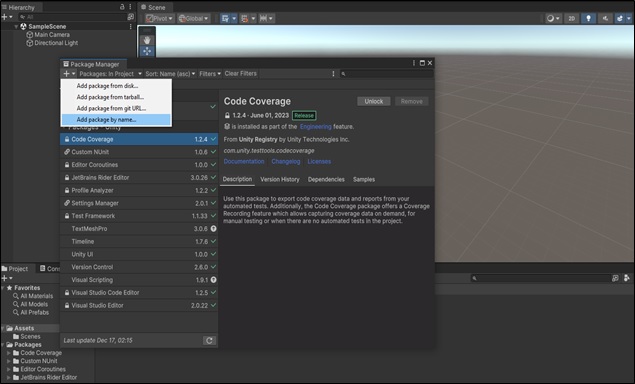 Hierarchy
Scene
All
Pivot
Global
2D
SampleScene
Main Camera
Directional Light
Package Manager
Packages: In Project
Sort: Name (asc)
Filters
Clear Filters
Add package from disk...
Add package from tarball...
Add package from git URL...
Add package by name...
Code Coverage 1.2.4
Custom NUnit 1.0.6
Editor Coroutines 1.0.0
JetBrains Rider Editor 3.0.26
Profile Analyzer 1.2.2
Settings Manager 2.0.1
Test Framework 1.1.33
TextMeshPro 3.0.6
Timeline 1.7.6
Unity UI 1.0.0
Version Control 2.6.0
Visual Scripting 1.9.1
Visual Studio Code Editor 1.2.5
Visual Studio Editor 2.0.22
Last update Dec 17, 02:15
Code Coverage
Unlock
Remove
1.2.4 · June 01, 2023 Release
is installed as part of the Engineering feature.
From Unity Registry by Unity Technologies Inc.
com.unity.testtools.codecoverage
Documentation Changelog Licenses
Description Version History Dependencies Samples
Use this package to export code coverage data and reports from your
automated tests. Additionally, the Code Coverage package offers a Coverage
Recording feature which allows capturing coverage data on demand, for
manual testing or when there are no automated tests in the project.
Project
Favorites
All Materials
All Models
All Prefabs
Assets
Scenes
Packages
Code Coverage
Custom NUnit
Editor Coroutines
JetBrains Rider Editor